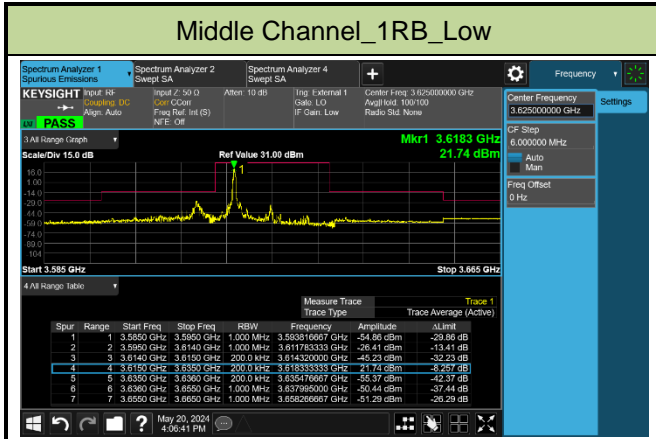 Middle Channel_1RB_Low
Spectrum Analyzer 1
Spurious Emissions
Spectrum Analyzer 2
Swept SA
Spectrum Analyzer 4
Swept SA
+
Frequency
KEYSIGHT
Input: RF
Coupling: DC
Align: Auto
Input Z: 50 Ω
Corr CCorr
Freq Ref: Int (S)
NFE: Off
Atten: 10 dB
Trig: External 1
Gate: LO
IF Gain: Low
Center Freq: 3.625000000 GHz
Avg|Hold: 100/100
Radio Std: None
PASS
Center Frequency
3.625000000 GHz
Settings
CF Step
6.000000 MHz
Auto
Man
Freq Offset
0 Hz
3 All Range Graph
Mkr1 3.6183 GHz
Scale/Div 15.0 dB
Ref Value 31.00 dBm
21.74 dBm
1
16.0
1.00
-14.0
-29.0
-44.0
-59.0
-74.0
-89.0
-104
Start 3.585 GHz
Stop 3.665 GHz
4 All Range Table
Measure Trace Trace 1
Trace Type Trace Average (Active)
Spur Range Start Freq Stop Freq RBW Frequency Amplitude ΔLimit
1 1 3.5850 GHz 3.5950 GHz 1.000 MHz 3.593816667 GHz -54.86 dBm -29.86 dB
2 2 3.5950 GHz 3.6140 GHz 1.000 MHz 3.611783333 GHz -26.41 dBm -13.41 dB
3 3 3.6140 GHz 3.6150 GHz 200.0 kHz 3.614320000 GHz -45.23 dBm -32.23 dB
4 4 3.6150 GHz 3.6350 GHz 200.0 kHz 3.618333333 GHz 21.74 dBm -8.257 dB
5 5 3.6350 GHz 3.6360 GHz 200.0 kHz 3.635476667 GHz -55.37 dBm -42.37 dB
6 6 3.6360 GHz 3.6550 GHz 1.000 MHz 3.637995000 GHz -50.44 dBm -37.44 dB
7 7 3.6550 GHz 3.6650 GHz 1.000 MHz 3.658266667 GHz -51.29 dBm -26.29 dB
?
May 20, 2024
4:06:41 PM